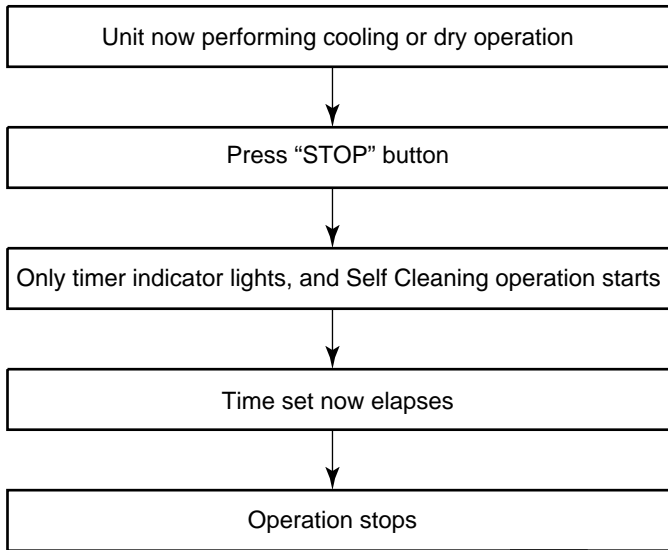 Unit now performing cooling or dry operation
Press “STOP” button
Only timer indicator lights, and Self Cleaning operation starts
Time set now elapses
Operation stops